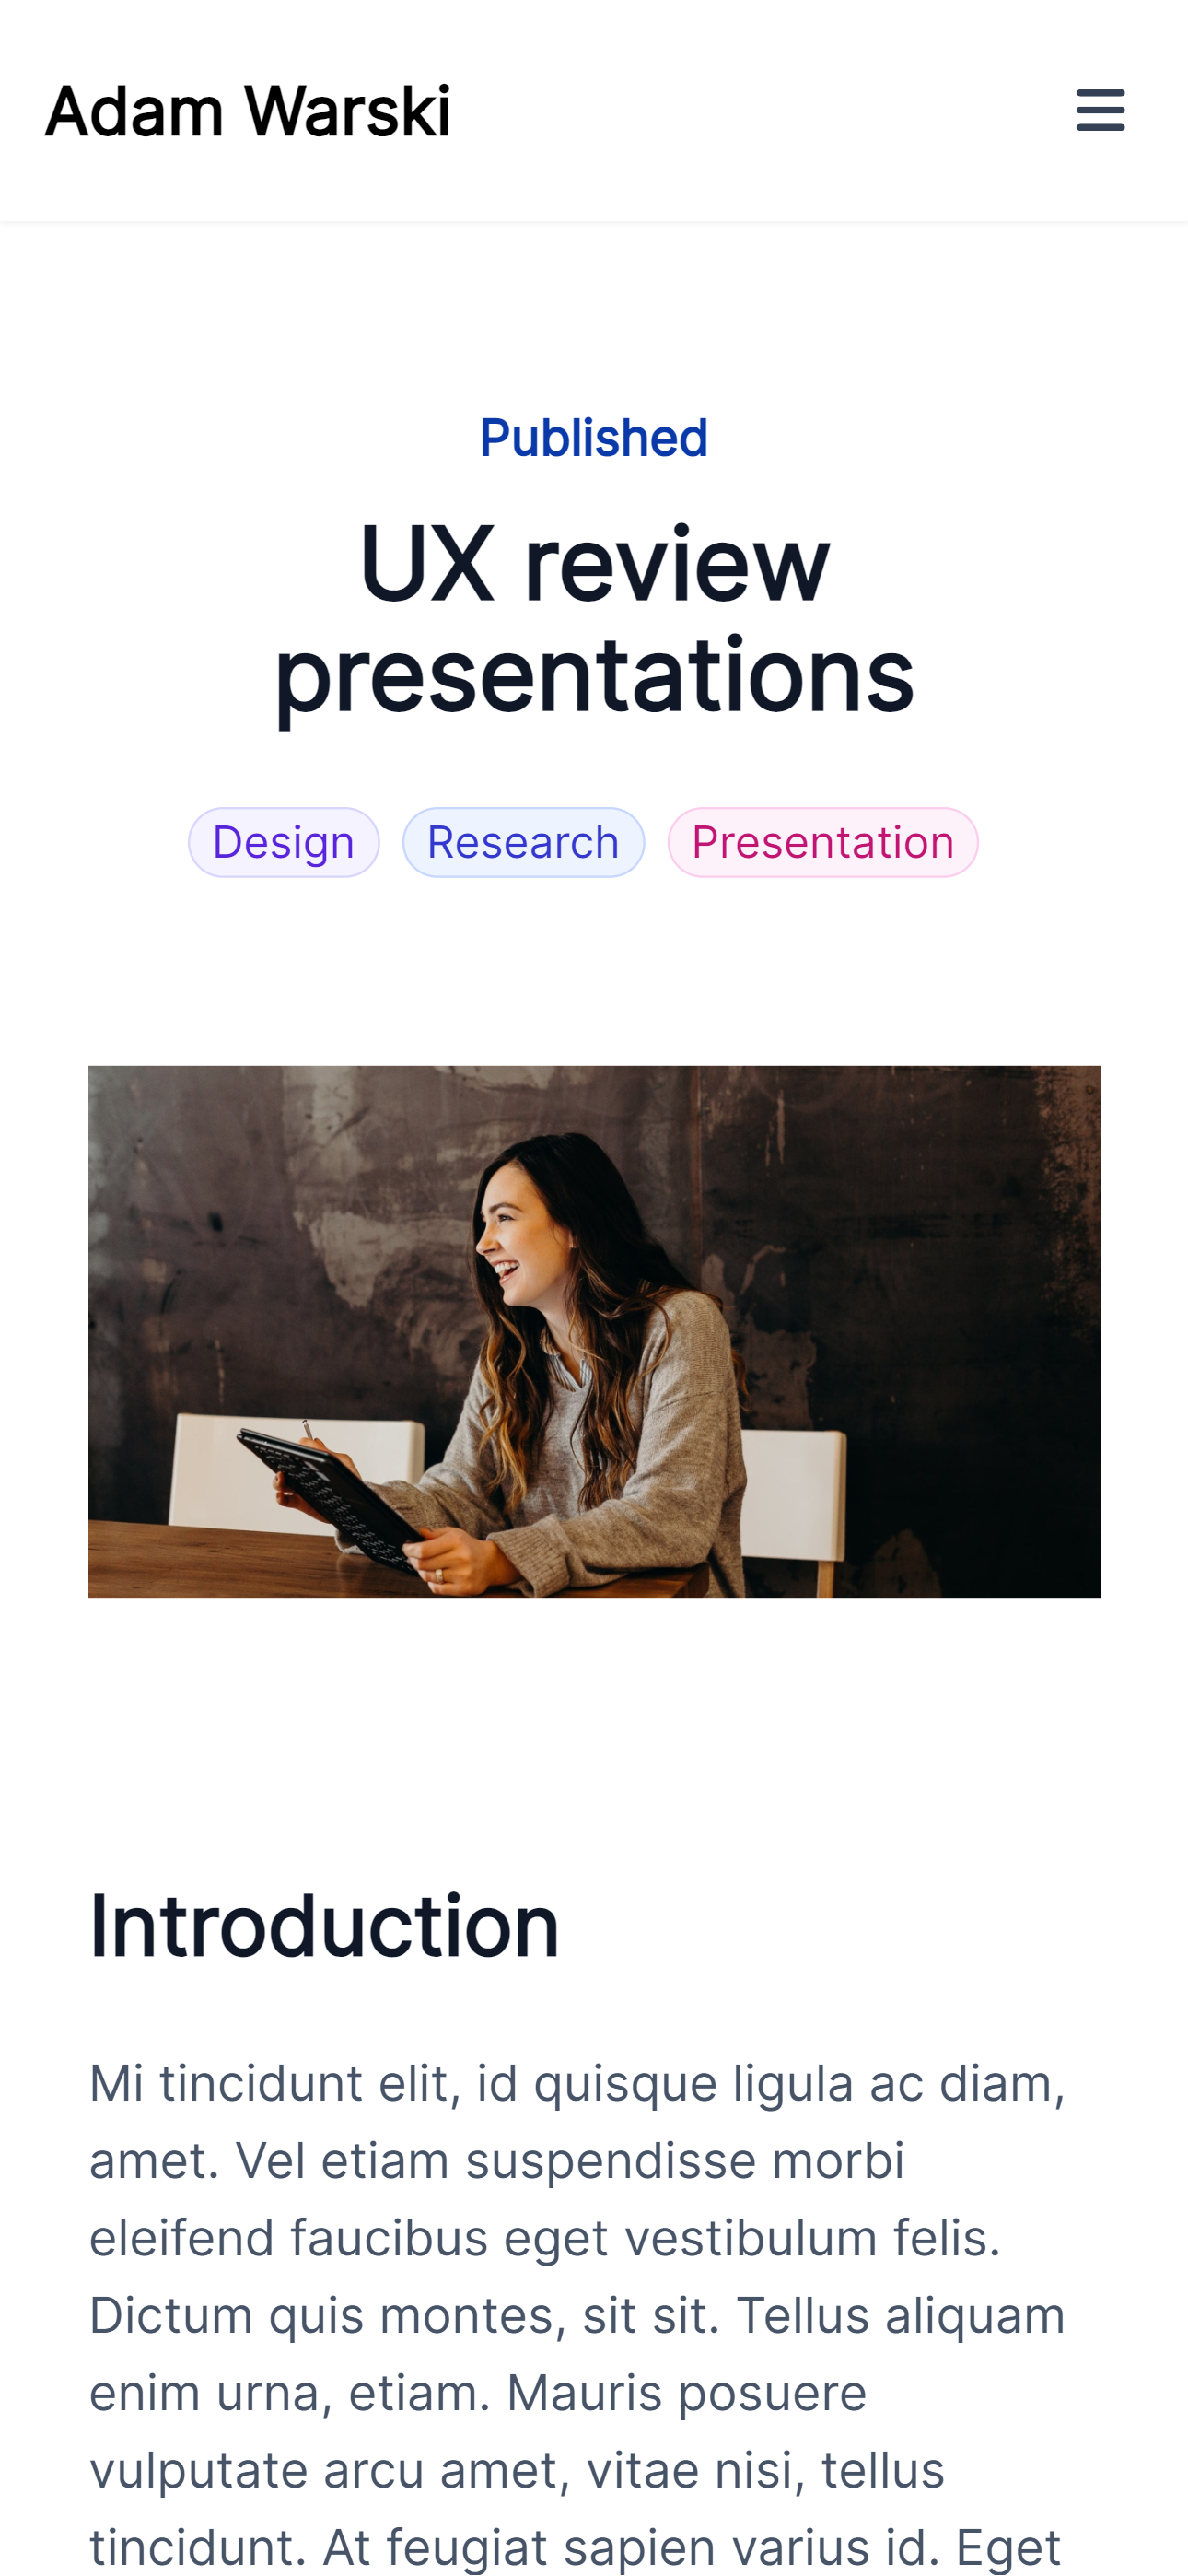 Adam Warski
Published
UX review
presentations
Design Research Presentation
Introduction
Mi tincidunt elit, id quisque ligula ac diam,
amet. Vel etiam suspendisse morbi
eleifend faucibus eget vestibulum felis.
Dictum quis montes, sit sit. Tellus aliquam
enim urna, etiam. Mauris posuere
vulputate arcu amet, vitae nisi, tellus
tincidunt. At feugiat sapien varius id. Eget